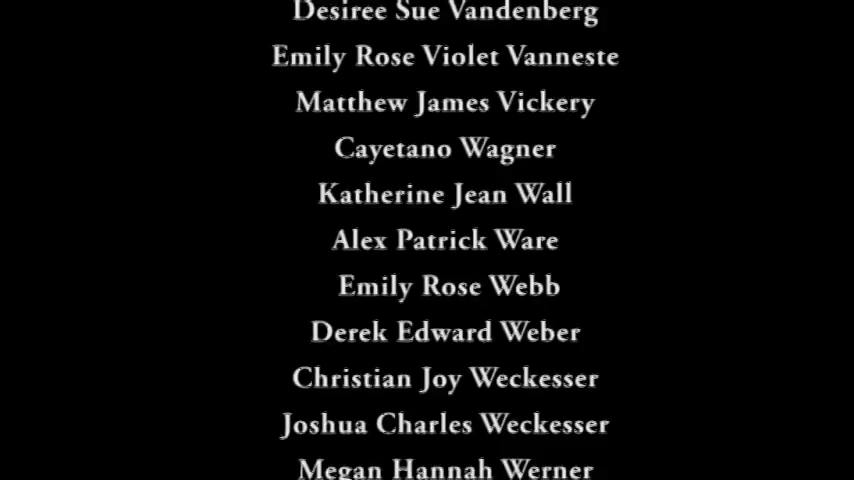 Desiree Sue Vandenberg
Emily Rose Violet Vanneste
Matthew James Vickery
Cayetano Wagner
Katherine Jean Wall
Alex Patrick Ware
Emily Rose Webb
Derek Edward Weber
Christian Joy Weckesser
Joshua Charles Weckesser
Megan Hannah Werner